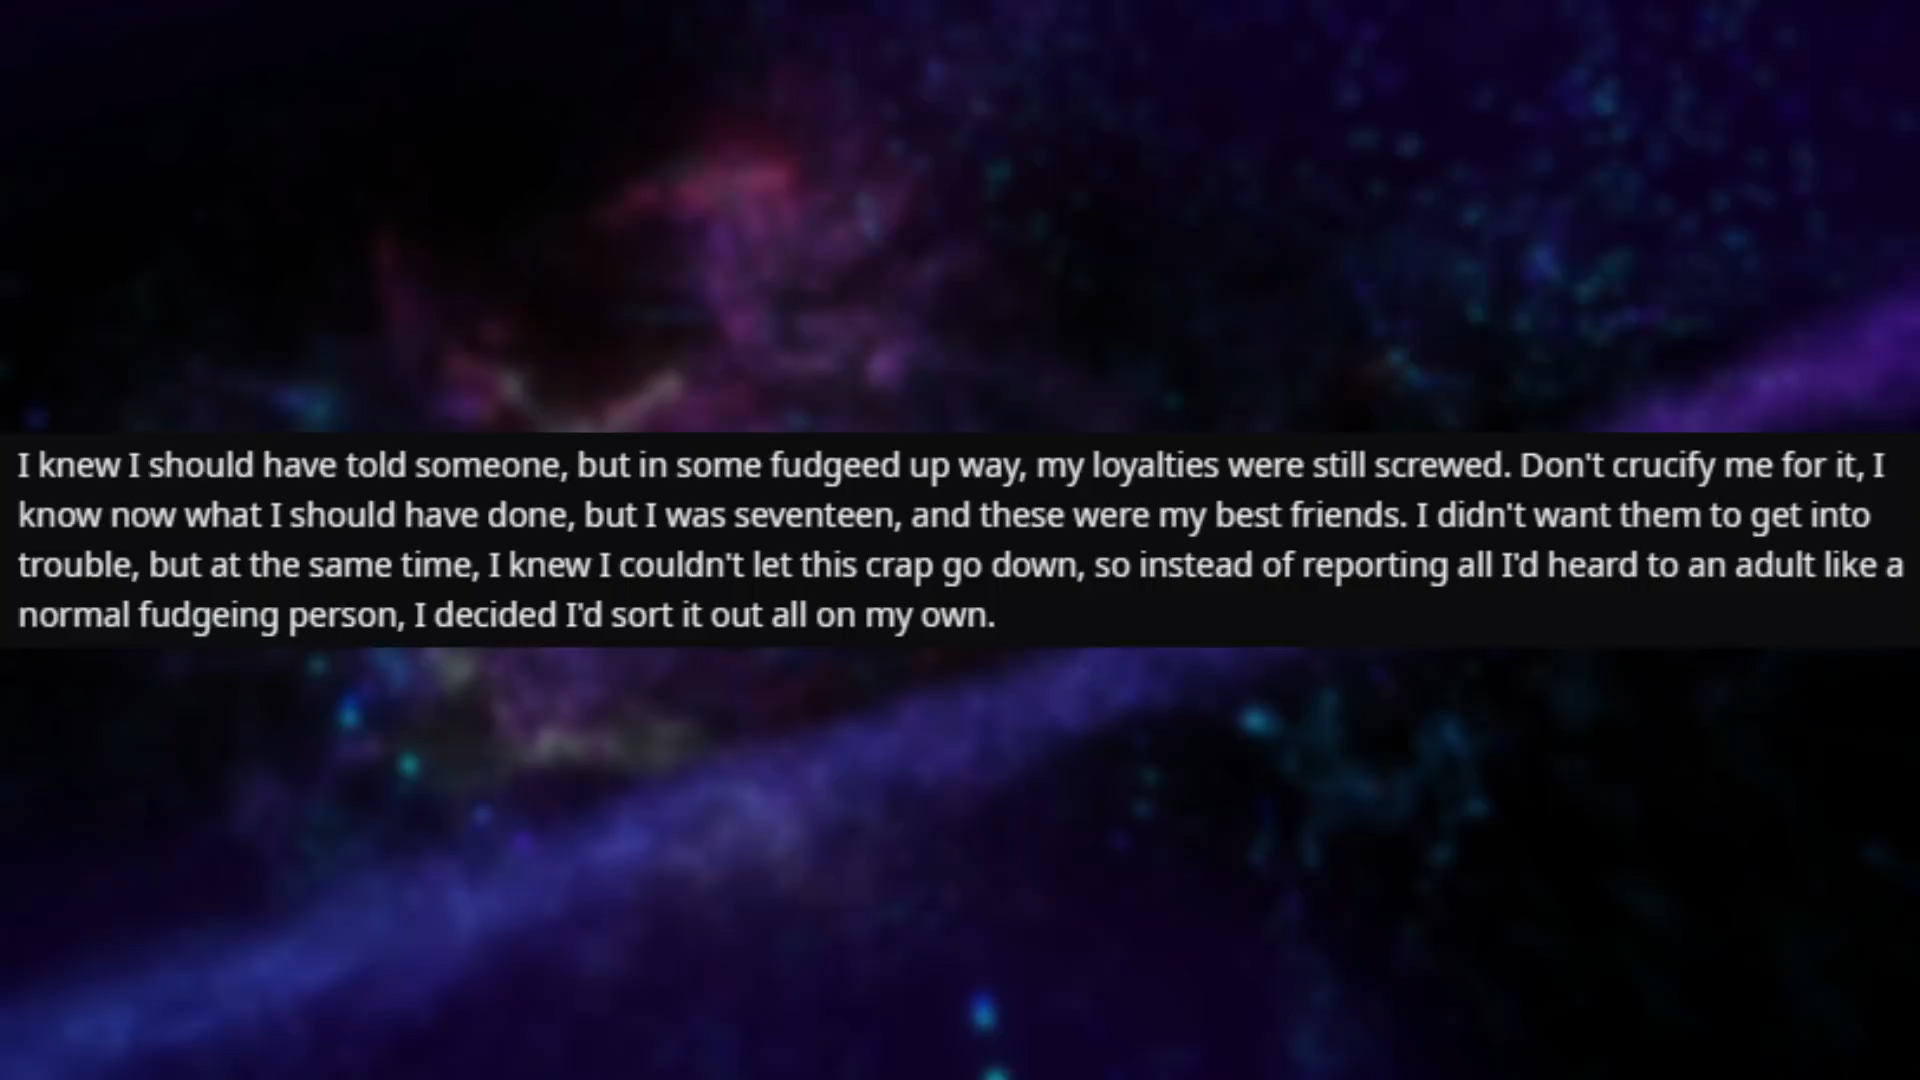 I knew I should have told someone, but in some fudgeed up way, my loyalties were still screwed. Don't crucify me for it, I
know now what I should have done, but I was seventeen, and these were my best friends. I didn't want them to get into
trouble, but at the same time, I knew I couldn't let this crap go down, so instead of reporting all I'd heard to an adult like a
normal fudgeing person, I decided I'd sort it out all on my own.